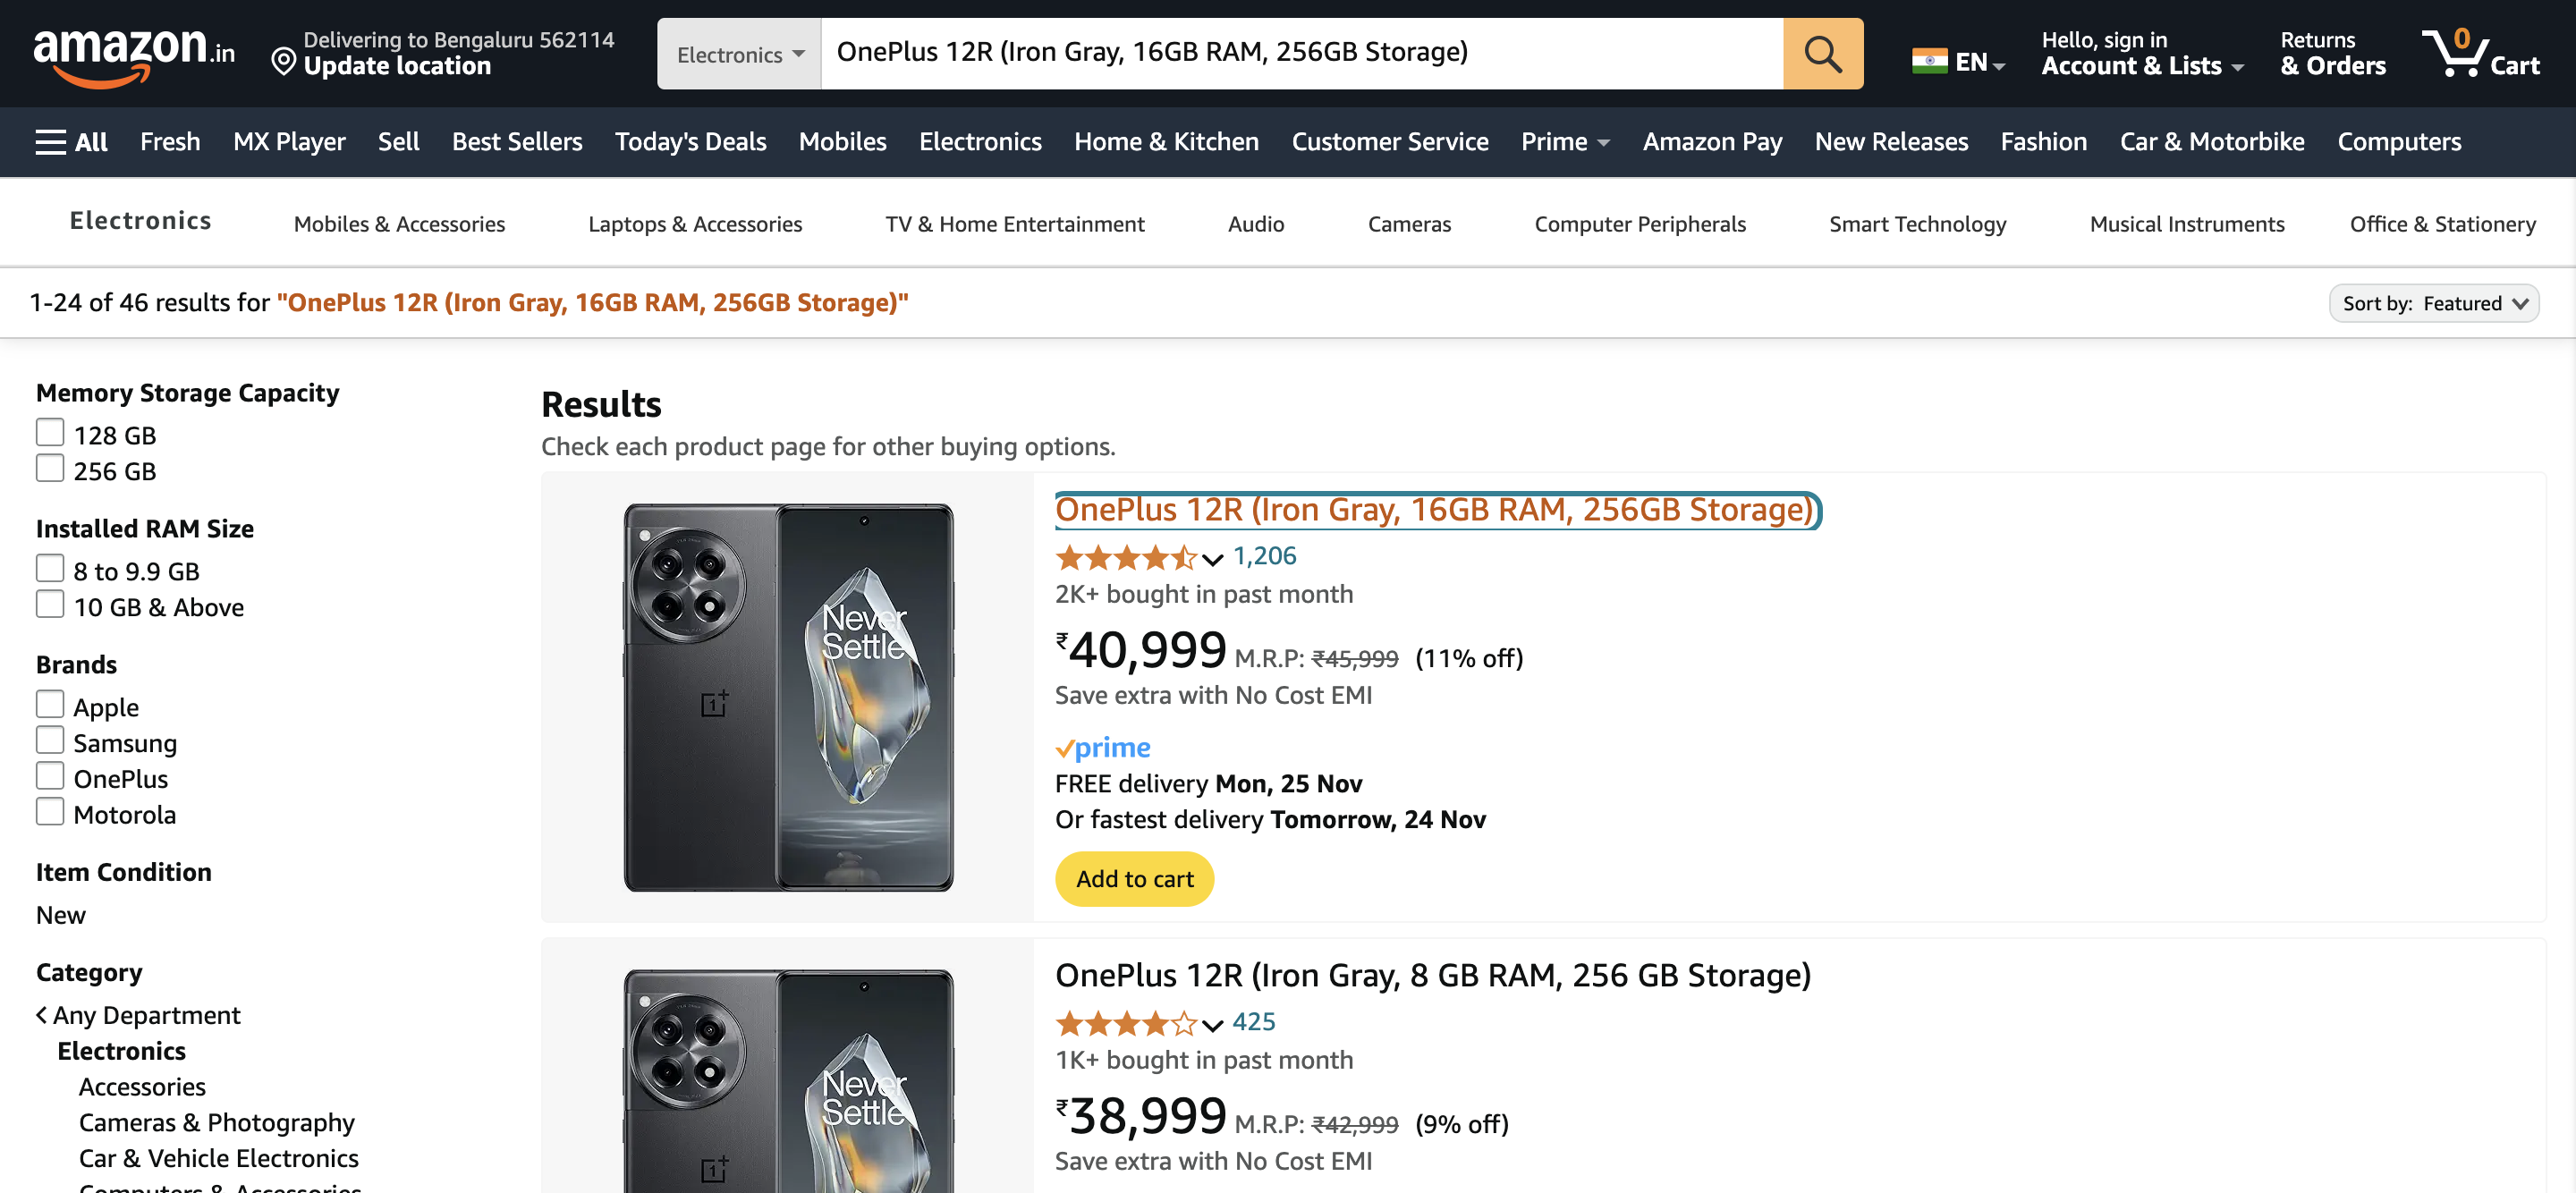 amazon.in
Delivering to Bengaluru 562114
Update location
Electronics
OnePlus 12R (Iron Gray, 16GB RAM, 256GB Storage)
EN
Hello, sign in
Account & Lists
Returns
& Orders
0
Cart
All Fresh MX Player Sell Best Sellers Today's Deals Mobiles Electronics Home & Kitchen Customer Service Prime Amazon Pay New Releases Fashion Car & Motorbike Computers
Electronics Mobiles & Accessories Laptops & Accessories TV & Home Entertainment Audio Cameras Computer Peripherals Smart Technology Musical Instruments Office & Stationery
1-24 of 46 results for "OnePlus 12R (Iron Gray, 16GB RAM, 256GB Storage)"
Sort by: Featured
Memory Storage Capacity
128 GB
256 GB
Installed RAM Size
8 to 9.9 GB
10 GB & Above
Brands
Apple
Samsung
OnePlus
Motorola
Item Condition
New
Category
Any Department
Electronics
Accessories
Cameras & Photography
Car & Vehicle Electronics
Computers & Accessories
Results
Check each product page for other buying options.
Never
Settle
OnePlus 12R (Iron Gray, 16GB RAM, 256GB Storage)
1,206
2K+ bought in past month
₹40,999 M.R.P: ₹45,999 (11% off)
Save extra with No Cost EMI
prime
FREE delivery Mon, 25 Nov
Or fastest delivery Tomorrow, 24 Nov
Add to cart
Never
Settle
OnePlus 12R (Iron Gray, 8 GB RAM, 256 GB Storage)
425
1K+ bought in past month
₹38,999 M.R.P: ₹42,999 (9% off)
Save extra with No Cost EMI